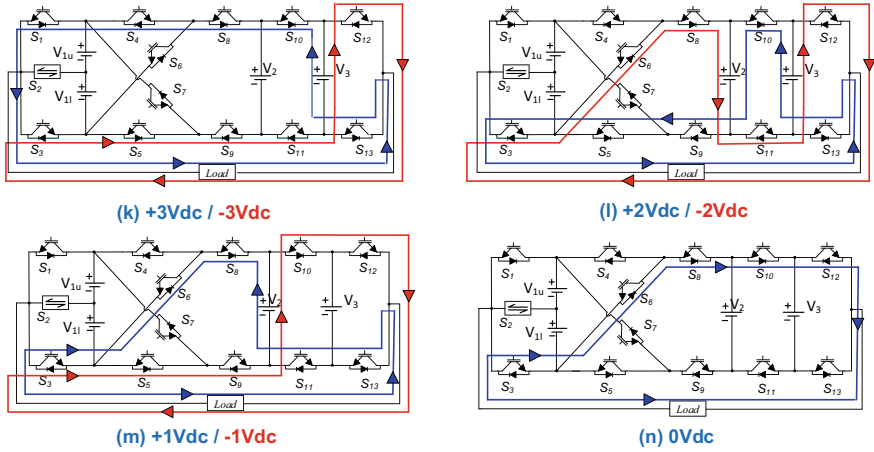 S1 S4 S8 S10 S12
V1u V2 V3
S2 S6
V1l S7
S3 S5 S9 S11 S13
Load
(k) +3Vdc / -3Vdc
S1 S4 S8 S10 S12
V1u V2 V3
S2 S6
V1l S7
S3 S5 S9 S11 S13
Load
(l) +2Vdc / -2Vdc
S1 S4 S8 S10 S12
V1u V2 V3
S2 S6
V1l S7
S3 S5 S9 S11 S13
Load
(m) +1Vdc / -1Vdc
S1 S4 S8 S10 S12
V1u V2 V3
S2 S6
V1l S7
S3 S5 S9 S11 S13
Load
(n) 0Vdc